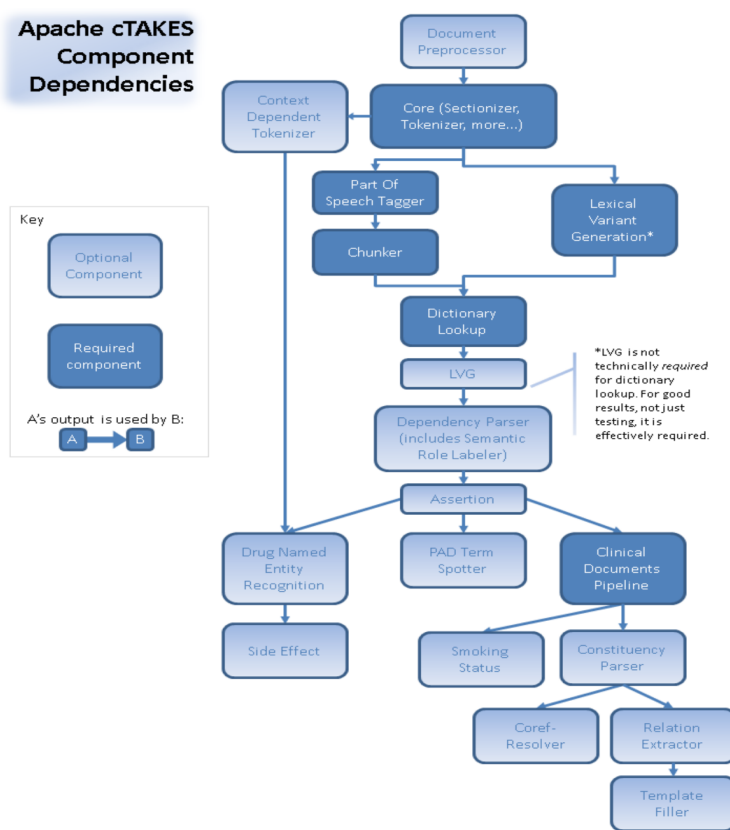 Apache cTAKES
Component
Dependencies
Document
Preprocessor
Context
Dependent
Tokenizer
Core (Sectionizer,
Tokenizer, more...)
Part Of
Speech Tagger
Lexical
Variant
Generation*
Chunker
Key
Optional
Component
Required
component
A's output is used by B:
A
B
Dictionary
Lookup
LVG
*LVG is not
technically required
for dictionary
lookup. For good
results, not just
testing, it is
effectively required.
Dependency Parser
(includes Semantic
Role Labeler)
Assertion
Drug Named
Entity
Recognition
PAD Term
Spotter
Clinical
Documents
Pipeline
Side Effect
Smoking
Status
Constituency
Parser
Coref-
Resolver
Relation
Extractor
Template
Filler